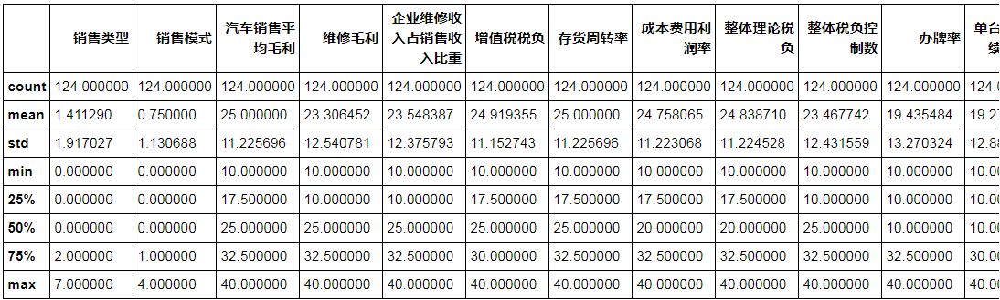 销售类型 销售模式 汽车销售平均毛利 维修毛利 企业维修收入占销售收入比重 增值税税负 存货周转率 成本费用利润率 整体理论税负 整体税负控制数 办牌率 单台 续
count 124.000000 124.000000 124.000000 124.000000 124.000000 124.000000 124.000000 124.000000 124.000000 124.000000 124.000000 124.0
mean 1.411290 0.750000 25.000000 23.306452 23.548387 24.919355 25.000000 24.758065 24.838710 23.467742 19.435484 19.27
std 1.917027 1.130688 11.225696 12.540781 12.375793 11.152743 11.225696 11.223068 11.224528 12.431559 13.270324 12.88
min 0.000000 0.000000 10.000000 10.000000 10.000000 10.000000 10.000000 10.000000 10.000000 10.000000 10.000000 10.00
25% 0.000000 0.000000 17.500000 10.000000 10.000000 17.500000 17.500000 17.500000 17.500000 10.000000 10.000000 10.00
50% 0.000000 0.000000 25.000000 25.000000 25.000000 25.000000 25.000000 20.000000 20.000000 25.000000 10.000000 10.00
75% 2.000000 1.000000 32.500000 32.500000 32.500000 30.000000 32.500000 32.500000 32.500000 32.500000 32.500000 30.00
max 7.000000 4.000000 40.000000 40.000000 40.000000 40.000000 40.000000 40.000000 40.000000 40.000000 40.000000 40.00